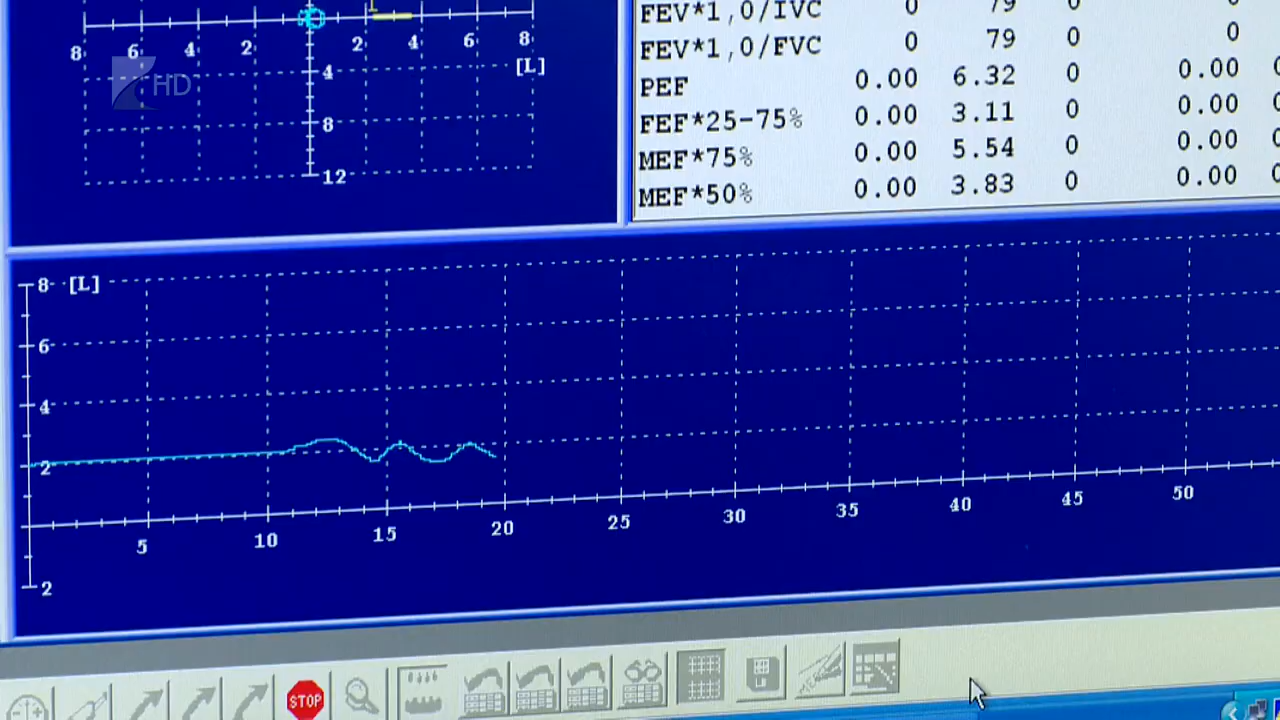 FEV*1,0/IVC 0 79 0 0
8 6 4 2 2 4 6 8
FEV*1,0/FVC 0 79 0 0
[L]
4
HD
PEF 0.00 6.32 0 0.00
8
FEF*25-75% 0.00 3.11 0 0.00
MEF*75% 0.00 5.54 0 0.00
12
MEF*50% 0.00 3.83 0 0.00
8 [L]
6
4
2
5 10 15 20 25 30 35 40 45 50
2
STOP